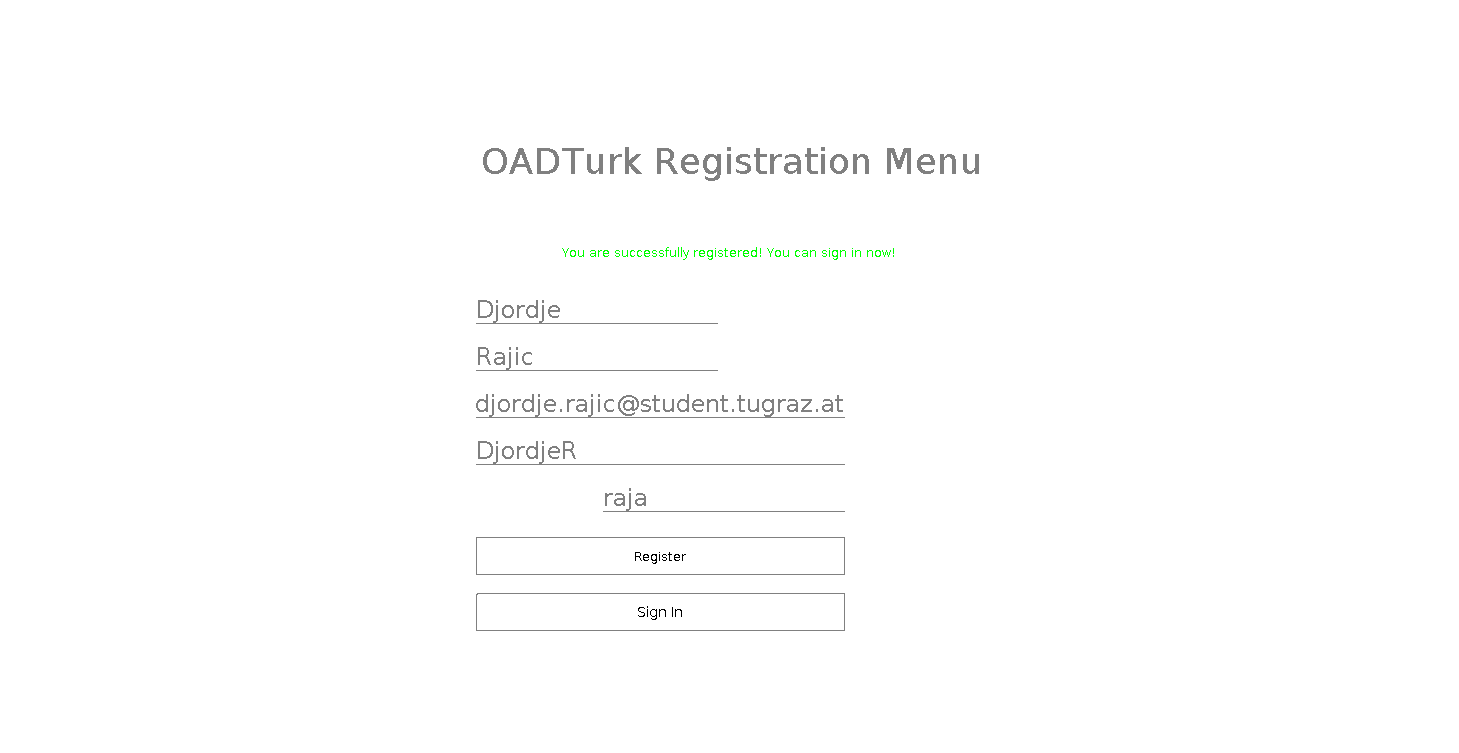 OADTurk Registration Menu
You are successfully registered! You can sign in now!
Djordje
Rajic
djordje.rajic@student.tugraz.at
DjordjeR
raja
Register
Sign In